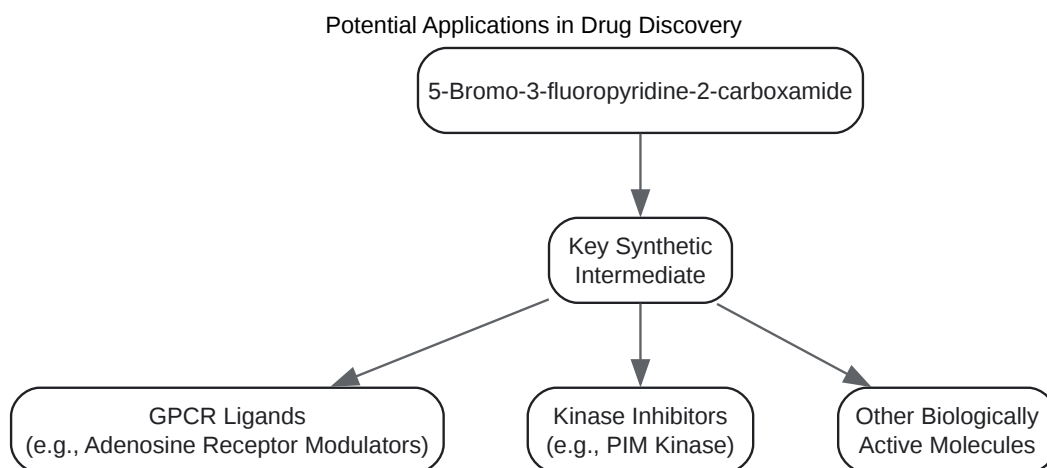 Potential Applications in Drug Discovery
5-Bromo-3-fluoropyridine-2-carboxamide
Key Synthetic
Intermediate
GPCR Ligands
(e.g., Adenosine Receptor Modulators)
Kinase Inhibitors
(e.g., PIM Kinase)
Other Biologically
Active Molecules